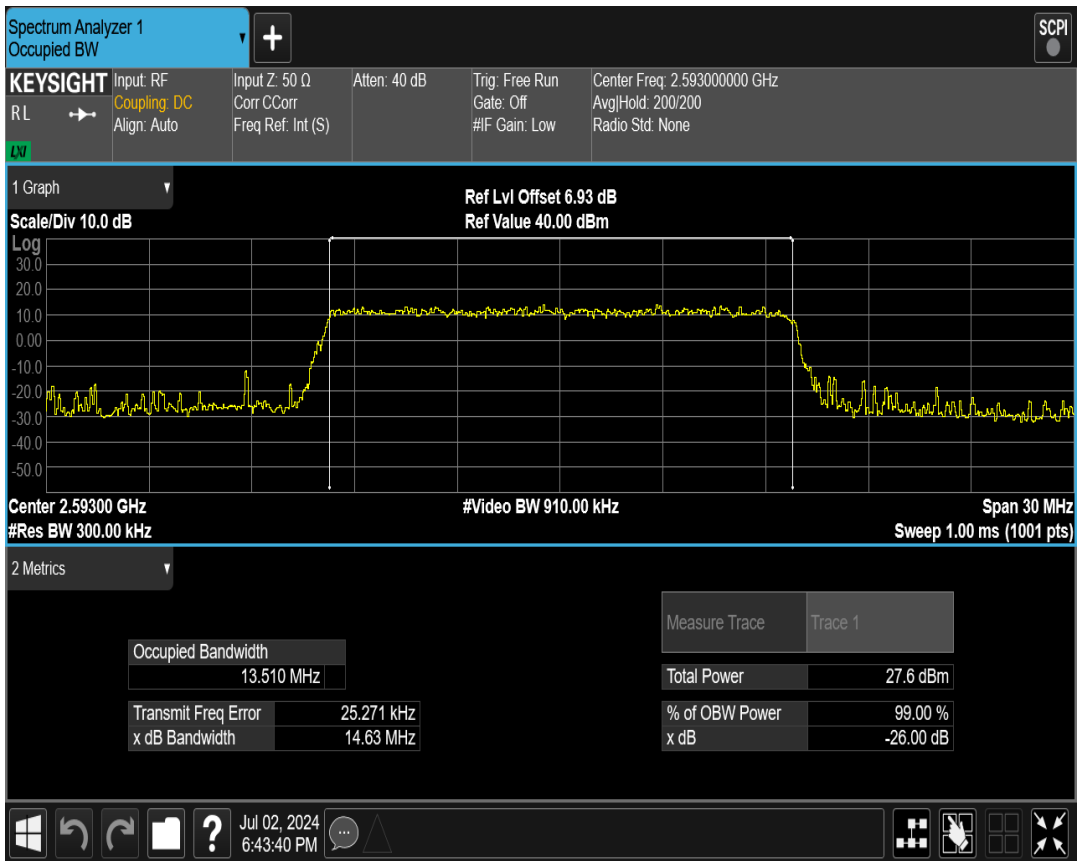 Spectrum Analyzer 1
Occupied BW
+
SCPI
KEYSIGHT
RL
LXI
Input: RF
Coupling: DC
Align: Auto
Input Z: 50 Ω
Corr CCorr
Freq Ref: Int (S)
Atten: 40 dB
Trig: Free Run
Gate: Off
#IF Gain: Low
Center Freq: 2.593000000 GHz
Avg|Hold: 200/200
Radio Std: None
1 Graph
Scale/Div 10.0 dB
Ref Lvl Offset 6.93 dB
Ref Value 40.00 dBm
Log
30.0
20.0
10.0
0.00
-10.0
-20.0
-30.0
-40.0
-50.0
Center 2.59300 GHz
#Video BW 910.00 kHz
Span 30 MHz
#Res BW 300.00 kHz
Sweep 1.00 ms (1001 pts)
2 Metrics
Measure Trace Trace 1
Occupied Bandwidth
13.510 MHz
Total Power 27.6 dBm
Transmit Freq Error 25.271 kHz
% of OBW Power 99.00 %
x dB Bandwidth 14.63 MHz
x dB -26.00 dB
?
Jul 02, 2024
6:43:40 PM